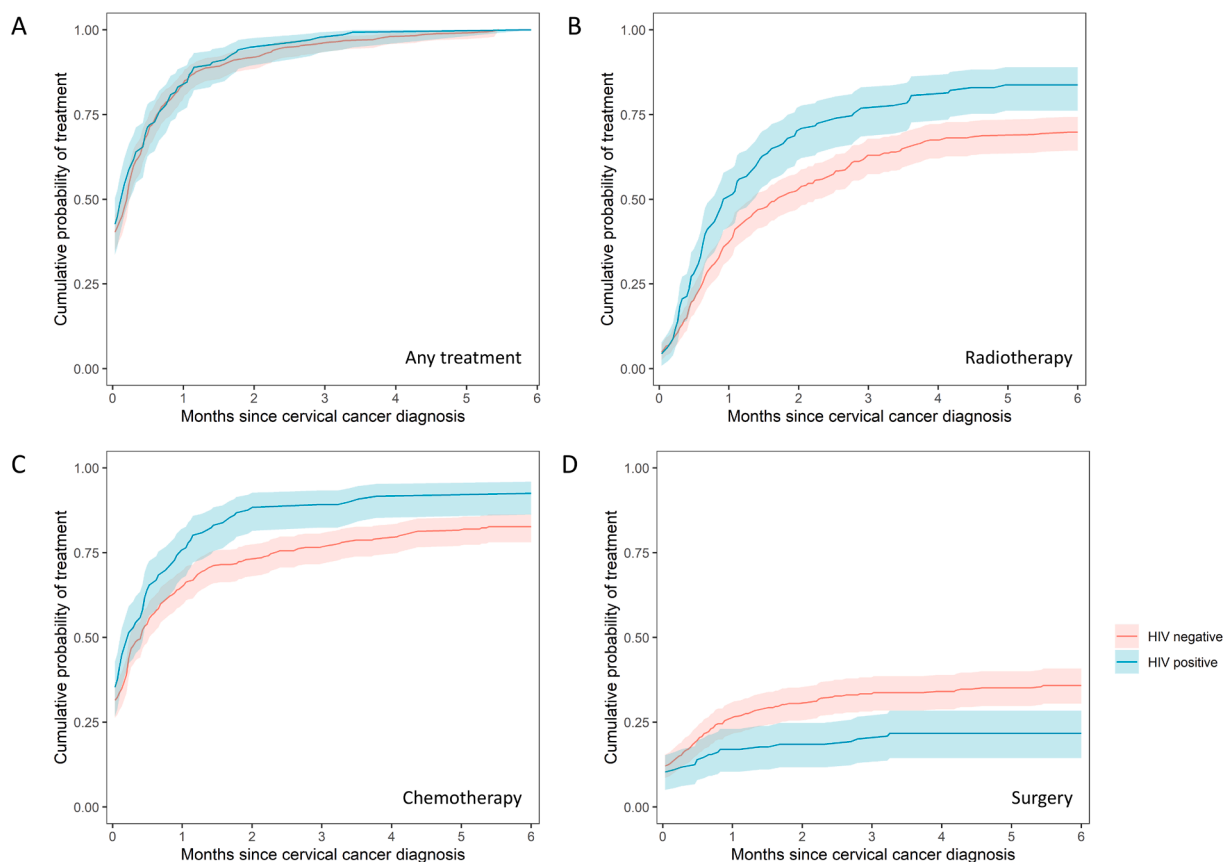 A
Cumulative probability of treatment
1.00
0.75
0.50
0.25
0.00
Any treatment
0 1 2 3 4 5 6
Months since cervical cancer diagnosis
B
Cumulative probability of treatment
1.00
0.75
0.50
0.25
0.00
Radiotherapy
0 1 2 3 4 5 6
Months since cervical cancer diagnosis
C
Cumulative probability of treatment
1.00
0.75
0.50
0.25
0.00
Chemotherapy
0 1 2 3 4 5 6
Months since cervical cancer diagnosis
D
Cumulative probability of treatment
1.00
0.75
0.50
0.25
0.00
Surgery
0 1 2 3 4 5 6
Months since cervical cancer diagnosis
HIV negative
HIV positive